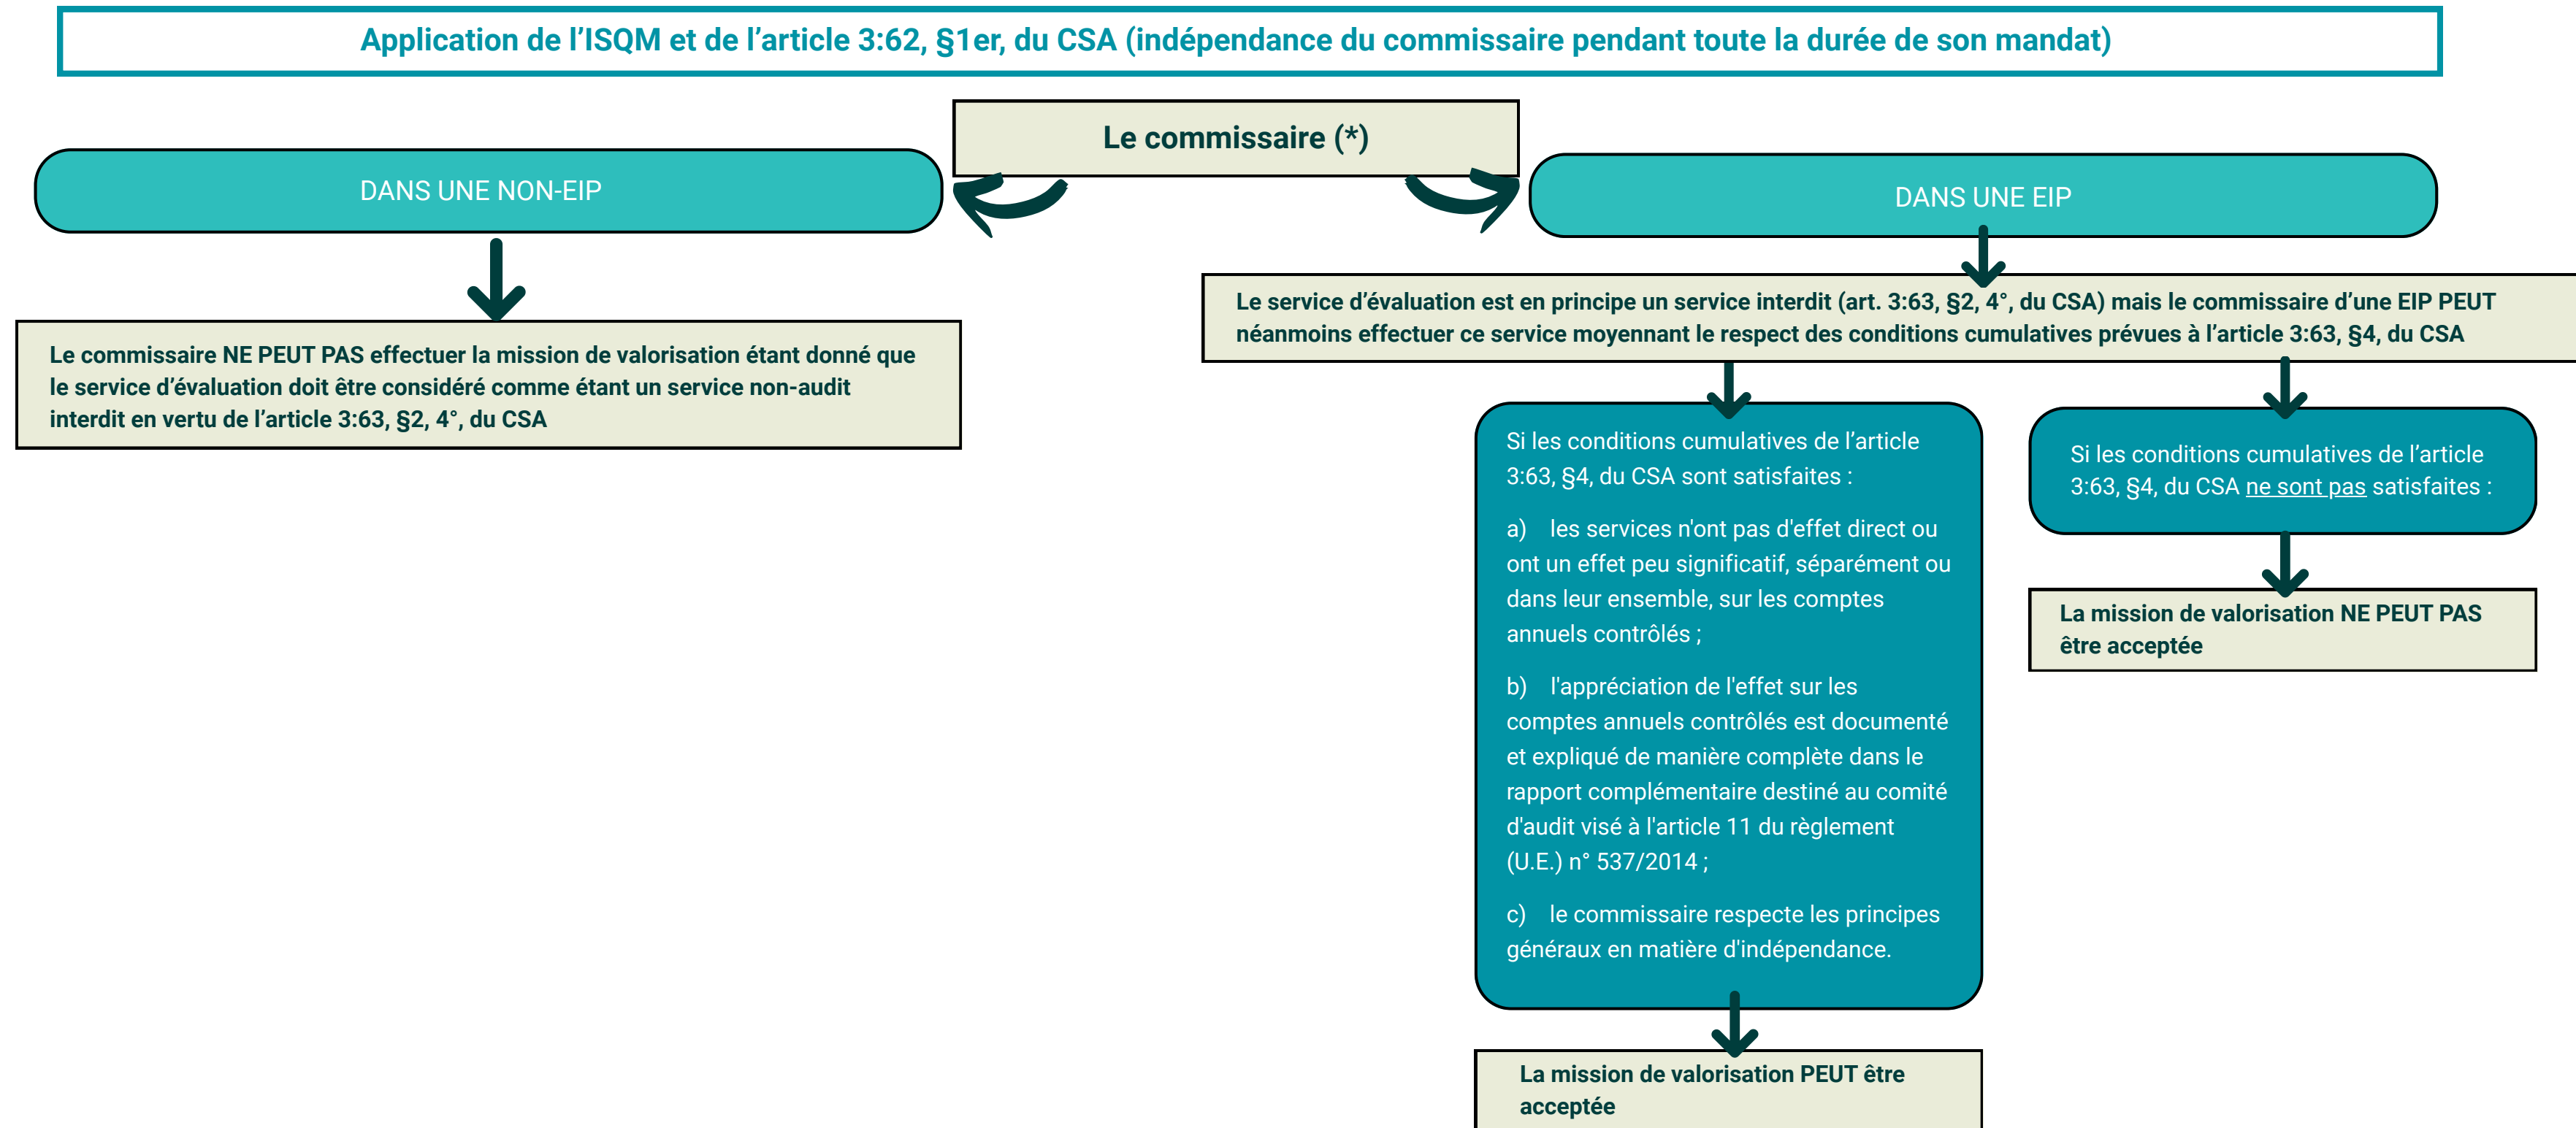 Application de l’ISQM et de l’article 3:62, §1er, du CSA (indépendance du commissaire pendant toute la durée de son mandat)
Le commissaire (*)
DANS UNE NON-EIP
Le commissaire NE PEUT PAS effectuer la mission de valorisation étant donné que
le service d’évaluation doit être considéré comme étant un service non-audit
interdit en vertu de l’article 3:63, §2, 4°, du CSA
DANS UNE EIP
Le service d’évaluation est en principe un service interdit (art. 3:63, §2, 4°, du CSA) mais le commissaire d’une EIP PEUT
néanmoins effectuer ce service moyennant le respect des conditions cumulatives prévues à l’article 3:63, §4, du CSA
Si les conditions cumulatives de l’article
3:63, §4, du CSA sont satisfaites :
a) les services n'ont pas d'effet direct ou
ont un effet peu significatif, séparément ou
dans leur ensemble, sur les comptes
annuels contrôlés ;
b) l'appréciation de l'effet sur les
comptes annuels contrôlés est documenté
et expliqué de manière complète dans le
rapport complémentaire destiné au comité
d'audit visé à l'article 11 du règlement
(U.E.) n° 537/2014 ;
c) le commissaire respecte les principes
généraux en matière d'indépendance.
La mission de valorisation PEUT être
acceptée
Si les conditions cumulatives de l’article
3:63, §4, du CSA ne sont pas satisfaites :
La mission de valorisation NE PEUT PAS
être acceptée